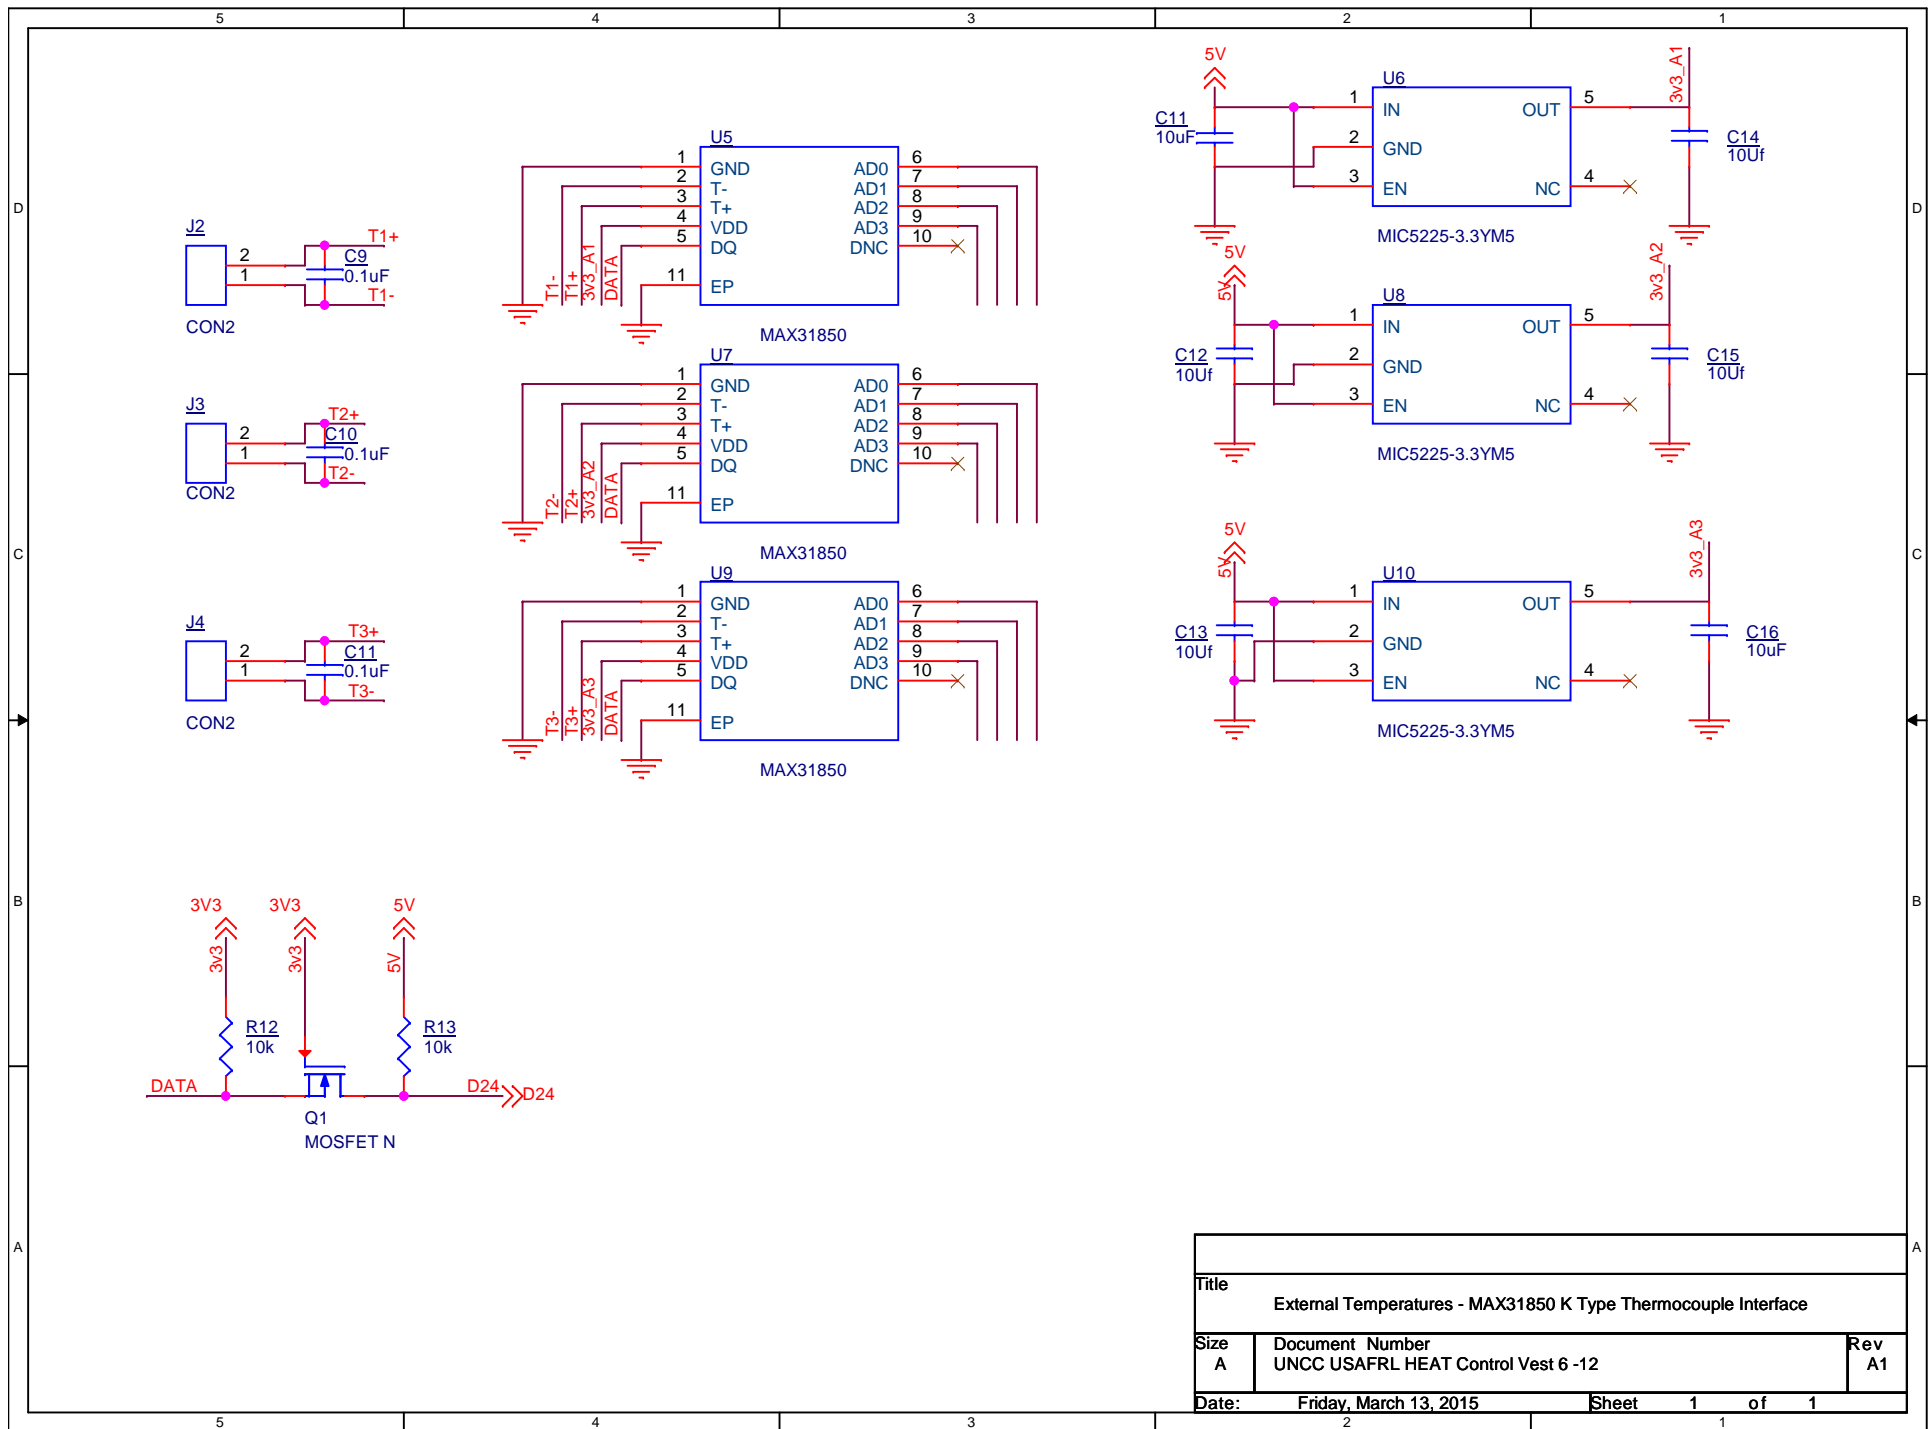 5 4 3 2 1
D D
C C
B B
A A
J2
2
1
CON2
T1+
C9
0.1uF
T1-
J3
2
1
CON2
T2+
C10
0.1uF
T2-
J4
2
1
CON2
T3+
C11
0.1uF
T3-
U5
1 GND
2 T-
3 T+
4 VDD
5 DQ
11 EP
AD0 6
AD1 7
AD2 8
AD3 9
DNC 10
T1-
T1+
3v3_A1
DATA
MAX31850
U7
1 GND
2 T-
3 T+
4 VDD
5 DQ
11 EP
AD0 6
AD1 7
AD2 8
AD3 9
DNC 10
T2-
T2+
3v3_A2
DATA
MAX31850
U9
1 GND
2 T-
3 T+
4 VDD
5 DQ
11 EP
AD0 6
AD1 7
AD2 8
AD3 9
DNC 10
T3-
T3+
3v3_A3
DATA
MAX31850
5V
C11
10uF
U6
1 IN
2 GND
3 EN
OUT 5
NC 4
MIC5225-3.3YM5
3v3_A1
C14
10Uf
5V
5V
C12
10Uf
U8
1 IN
2 GND
3 EN
OUT 5
NC 4
MIC5225-3.3YM5
3v3_A2
C15
10Uf
5V
5V
C13
10Uf
U10
1 IN
2 GND
3 EN
OUT 5
NC 4
MIC5225-3.3YM5
3v3_A3
C16
10uF
3V3 3V3 5V
3v3 3v3 5V
R12
10k
R13
10k
DATA
D24 D24
Q1
MOSFET N
Title
External Temperatures - MAX31850 K Type Thermocouple Interface
Size
A
Document Number
UNCC USAFRL HEAT Control Vest 6 -12
Rev
A1
Date: Friday, March 13, 2015 Sheet 1 of 1
5 4 3 2 1